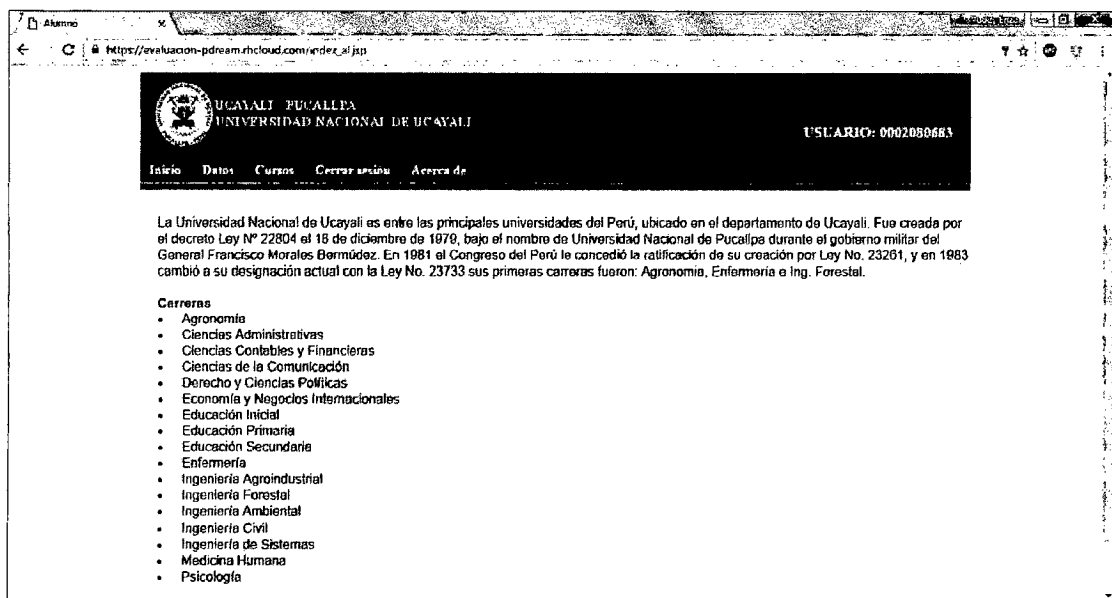 Alumno
https://evaluacion-pdream.rhcloud.com/index_al.jsp
UCAYALI PUCALLPA
UNIVERSIDAD NACIONAL DE UCAYALI
USUARIO: 0002080683
Inicio Datos Cursos Cerrar sesión Acerca de
La Universidad Nacional de Ucayali es entre las principales universidades del Perú, ubicado en el departamento de Ucayali. Fue creada por
el decreto Ley Nº 22804 el 18 de diciembre de 1979, bajo el nombre de Universidad Nacional de Pucallpa durante el gobierno militar del
General Francisco Morales Bermúdez. En 1981 el Congreso del Perú le concedió la ratificación de su creación por Ley No. 23261, y en 1983
cambió a su designación actual con la Ley No. 23733 sus primeras carreras fueron: Agronomía, Enfermería e Ing. Forestal.
Carreras
• Agronomía
• Ciencias Administrativas
• Ciencias Contables y Financieras
• Ciencias de la Comunicación
• Derecho y Ciencias Políticas
• Economía y Negocios Internacionales
• Educación Inicial
• Educación Primaria
• Educación Secundaria
• Enfermería
• Ingeniería Agroindustrial
• Ingeniería Forestal
• Ingeniería Ambiental
• Ingeniería Civil
• Ingeniería de Sistemas
• Medicina Humana
• Psicología